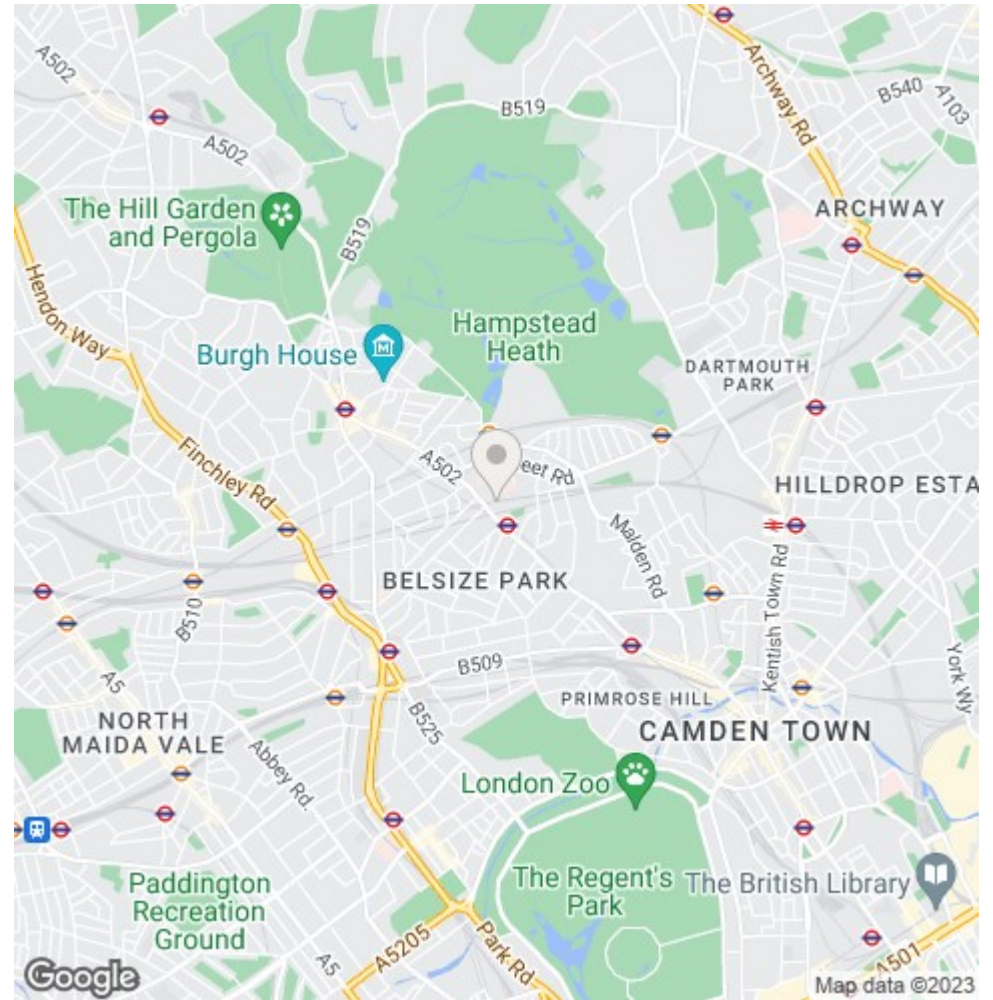 A502
A502
B519
Archway Rd
B540
A103
The Hill Garden
and Pergola
B519
ARCHWAY
Hendon Way
Hampstead
Heath
Burgh House
DARTMOUTH
PARK
A502
eet Rd
Finchley Rd
HILLDROP ESTA
Malden Rd
Kentish Town Rd
BELSIZE PARK
B510
B509
York Wy
A5
B525
PRIMROSE HILL
NORTH
MAIDA VALE
CAMDEN TOWN
Abbey Rd.
London Zoo
Paddington
Recreation
Ground
The Regent's
Park
The British Library
A5
A5205
Park Rd
A501
Google
Map data ©2023